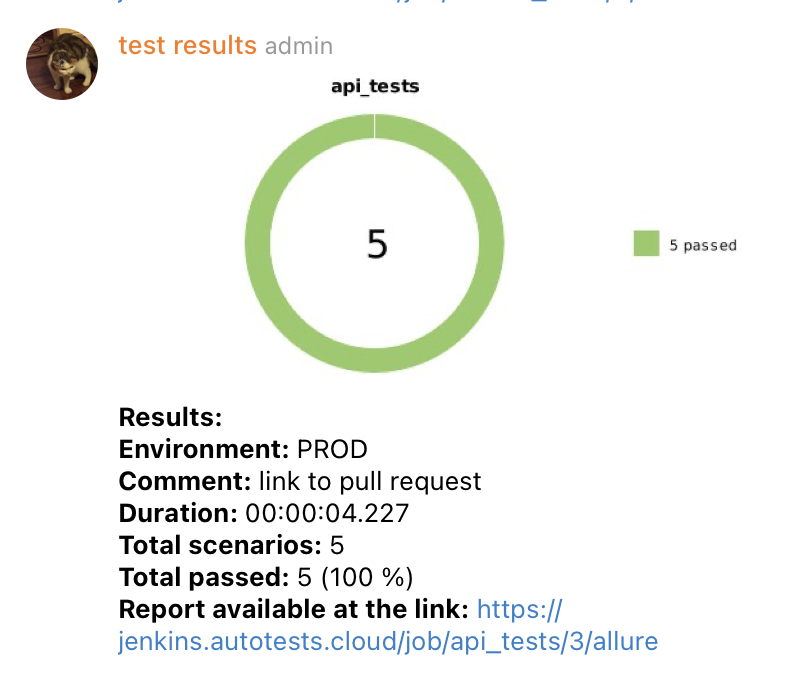 test results admin
api_tests
5
5 passed
Results:
Environment: PROD
Comment: link to pull request
Duration: 00:00:04.227
Total scenarios: 5
Total passed: 5 (100 %)
Report available at the link: https://
jenkins.autotests.cloud/job/api_tests/3/allure